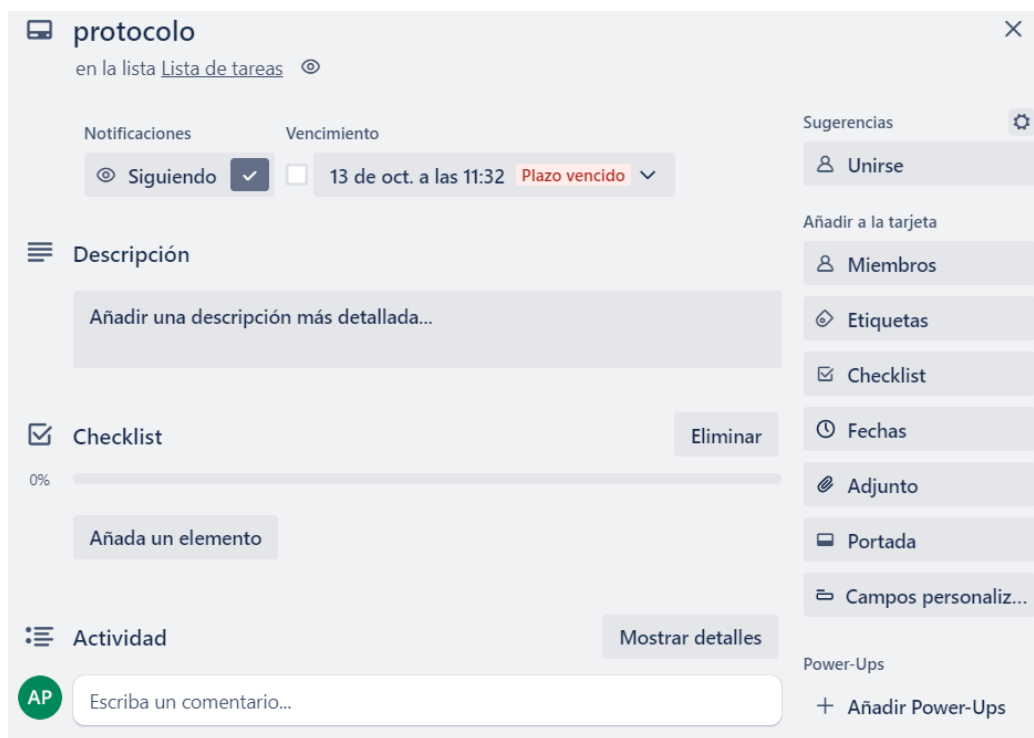 protocolo
en la lista Lista de tareas
Notificaciones
Siguiendo
Vencimiento
13 de oct. a las 11:32 Plazo vencido
Descripción
Añadir una descripción más detallada...
Checklist
Eliminar
0%
Añada un elemento
Actividad
Mostrar detalles
AP
Escriba un comentario...
Sugerencias
Unirse
Añadir a la tarjeta
Miembros
Etiquetas
Checklist
Fechas
Adjunto
Portada
Campos personaliz...
Power-Ups
+ Añadir Power-Ups